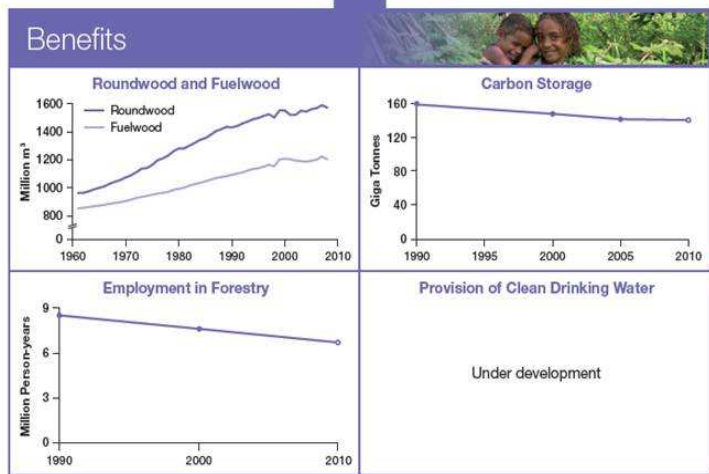 Benefits
Roundwood and Fuelwood
Million m³
1600
1400
1200
1000
800
0
Roundwood
Fuelwood
1960 1970 1980 1990 2000 2010
Carbon Storage
Giga Tonnes
160
120
80
40
0
1990 1995 2000 2005 2010
Employment in Forestry
Million Person-years
9
6
3
0
1990 2000 2010
Provision of Clean Drinking Water
Under development